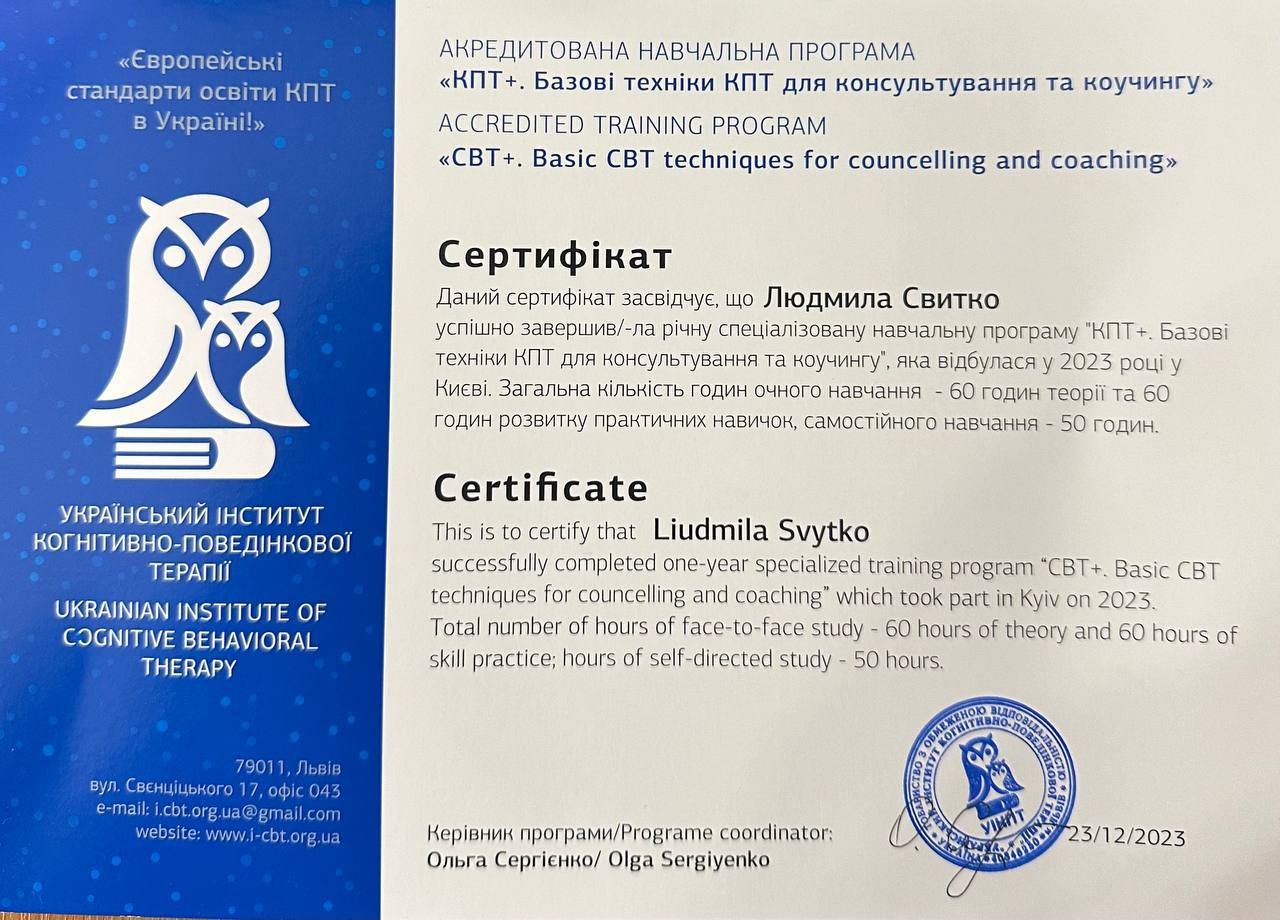 «Європейські
стандарти освіти КПТ
в Україні!»
УКРАЇНСЬКИЙ ІНСТИТУТ
КОГНІТИВНО-ПОВЕДІНКОВОЇ
ТЕРАПІЇ
UKRAINIAN INSTITUTE OF
COGNITIVE BEHAVIORAL
THERAPY
79011, Львів
вул. Свєнціцького 17, офіс 043
e-mail: i.cbt.org.ua@gmail.com
website: www.i-cbt.org.ua
АКРЕДИТОВАНА НАВЧАЛЬНА ПРОГРАМА
«КПТ+. Базові техніки КПТ для консультування та коучингу»
ACCREDITED TRAINING PROGRAM
«CBT+. Basic CBT techniques for councelling and coaching»
Сертифікат
Даний сертифікат засвідчує, що Людмила Свитко
успішно завершив/-ла річну спеціалізовану навчальну програму "КПТ+. Базові
техніки КПТ для консультування та коучингу", яка відбулася у 2023 році у
Києві. Загальна кількість годин очного навчання - 60 годин теорії та 60
годин розвитку практичних навичок, самостійного навчання - 50 годин.
Certificate
This is to certify that Liudmila Svytko
successfully completed one-year specialized training program “CBT+. Basic CBT
techniques for councelling and coaching” which took part in Kyiv on 2023.
Total number of hours of face-to-face study - 60 hours of theory and 60 hours of
skill practice; hours of self-directed study - 50 hours.
Керівник програми/Programe coordinator:
Ольга Сергієнко/ Olga Sergiyenko
ТОВАРИСТВО З ОБМЕЖЕНОЮ ВІДПОВІДАЛЬНІСТЮ
ІНСТИТУТ КОГНІТИВНО-ПОВЕДІНКОВОЇ
УІКПТ
23/12/2023